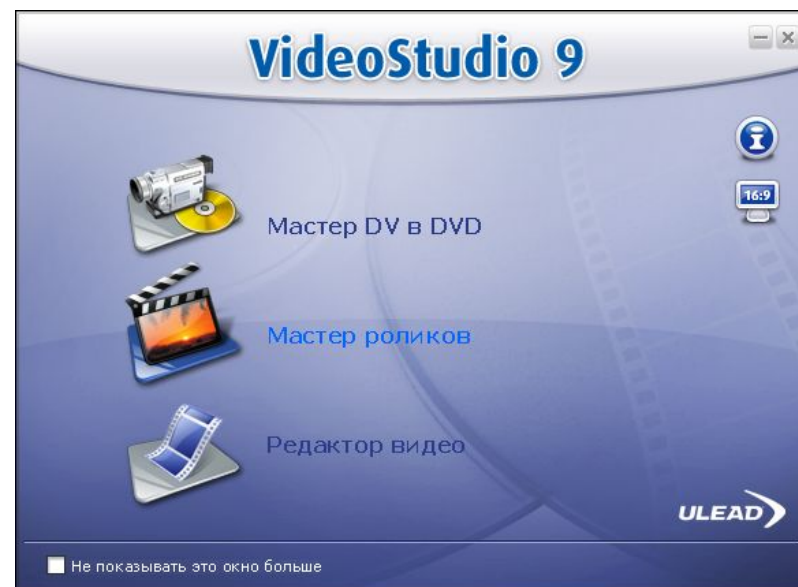 VideoStudio 9
16:9
Мастер DV в DVD
Мастер роликов
Редактор видео
ULEAD
Не показывать это окно больше